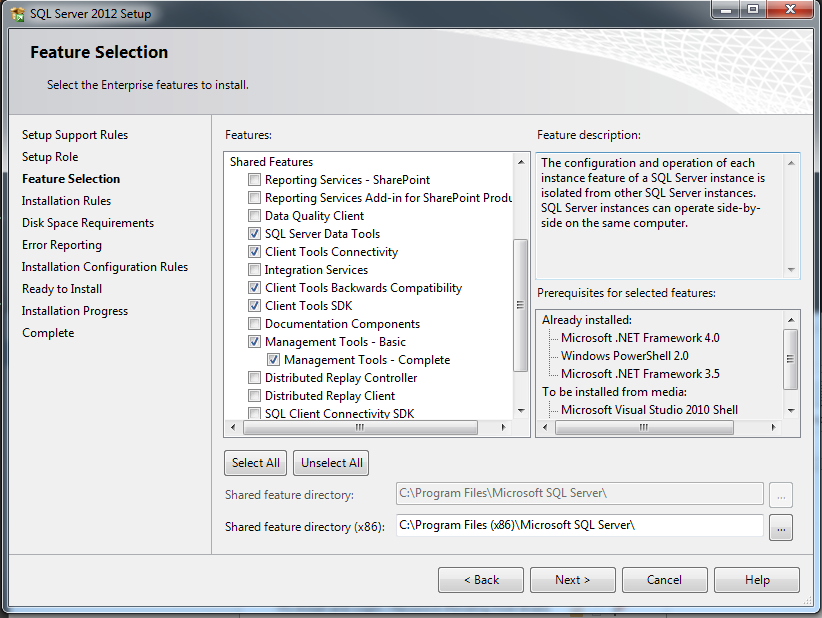 SQL Server 2012 Setup
Feature Selection
Select the Enterprise features to install.
Setup Support Rules
Setup Role
Feature Selection
Installation Rules
Disk Space Requirements
Error Reporting
Installation Configuration Rules
Ready to Install
Installation Progress
Complete
Features:
Shared Features
Reporting Services - SharePoint
Reporting Services Add-in for SharePoint Produ
Data Quality Client
SQL Server Data Tools
Client Tools Connectivity
Integration Services
Client Tools Backwards Compatibility
Client Tools SDK
Documentation Components
Management Tools - Basic
Management Tools - Complete
Distributed Replay Controller
Distributed Replay Client
SQL Client Connectivity SDK
Feature description:
The configuration and operation of each
instance feature of a SQL Server instance is
isolated from other SQL Server instances.
SQL Server instances can operate side-by-
side on the same computer.
Prerequisites for selected features:
Already installed:
Microsoft .NET Framework 4.0
Windows PowerShell 2.0
Microsoft .NET Framework 3.5
To be installed from media:
Microsoft Visual Studio 2010 Shell
Select All
Unselect All
Shared feature directory:
C:\Program Files\Microsoft SQL Server\
...
Shared feature directory (x86):
C:\Program Files (x86)\Microsoft SQL Server\
...
< Back
Next >
Cancel
Help